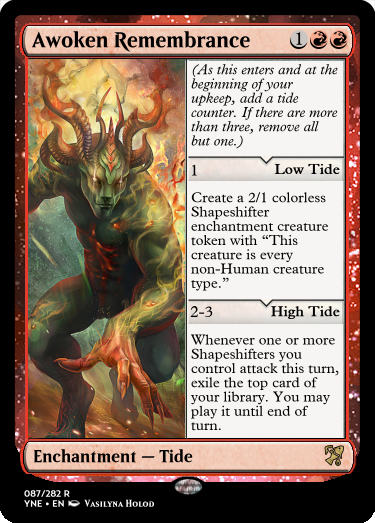 Awoken Remembrance 1
(As this enters and at the
beginning of your
upkeep, add a tide
counter. If there are more
than three, remove all
but one.)
1 Low Tide
Create a 2/1 colorless
Shapeshifter
enchantment creature
token with “This
creature is every
non-Human creature
type.”
2-3 High Tide
Whenever one or more
Shapeshifters you
control attack this turn,
exile the top card of
your library. You may
play it until end of
turn.
Enchantment — Tide
087/282 R
YNE • EN Vasilyna Holod